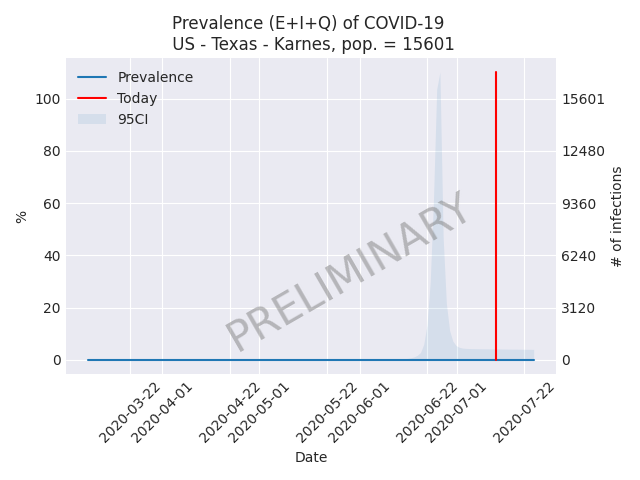 Prevalence (E+I+Q) of COVID-19
US - Texas - Karnes, pop. = 15601
Prevalence
Today
95CI
100
80
60
40
20
0
%
15601
12480
9360
6240
3120
0
# of infections
PRELIMINARY
2020-03-22
2020-04-01
2020-04-22
2020-05-01
2020-05-22
2020-06-01
2020-06-22
2020-07-01
2020-07-22
Date